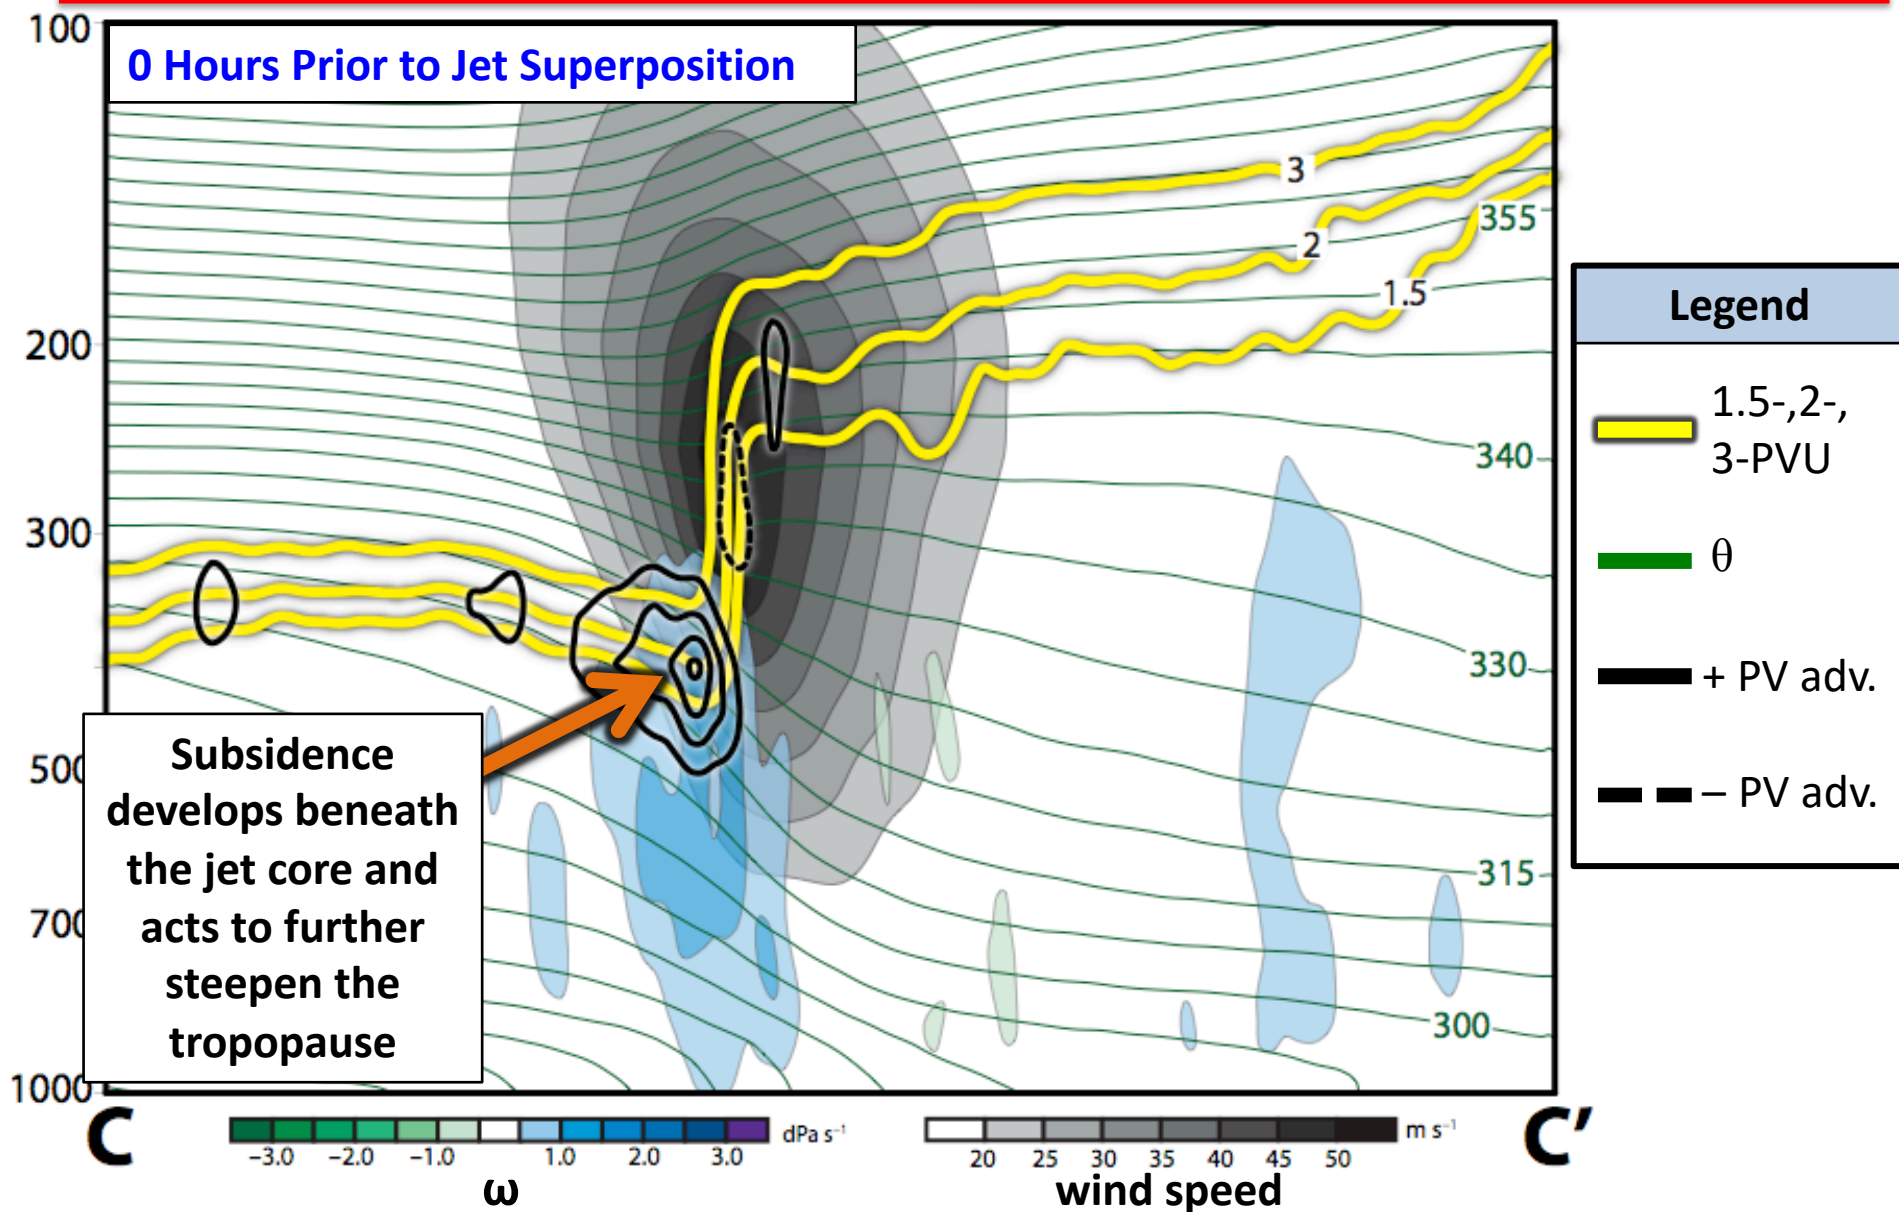 100
0 Hours Prior to Jet Superposition
3
355
2
1.5
200
340
300
330
500
315
700
300
1000
Subsidence
develops beneath
the jet core and
acts to further
steepen the
tropopause
Legend
1.5-,2-,
3-PVU
θ
+ PV adv.
– PV adv.
C
C′
dPa s⁻¹
−3.0 −2.0 −1.0 1.0 2.0 3.0
ω
m s⁻¹
20 25 30 35 40 45 50
wind speed